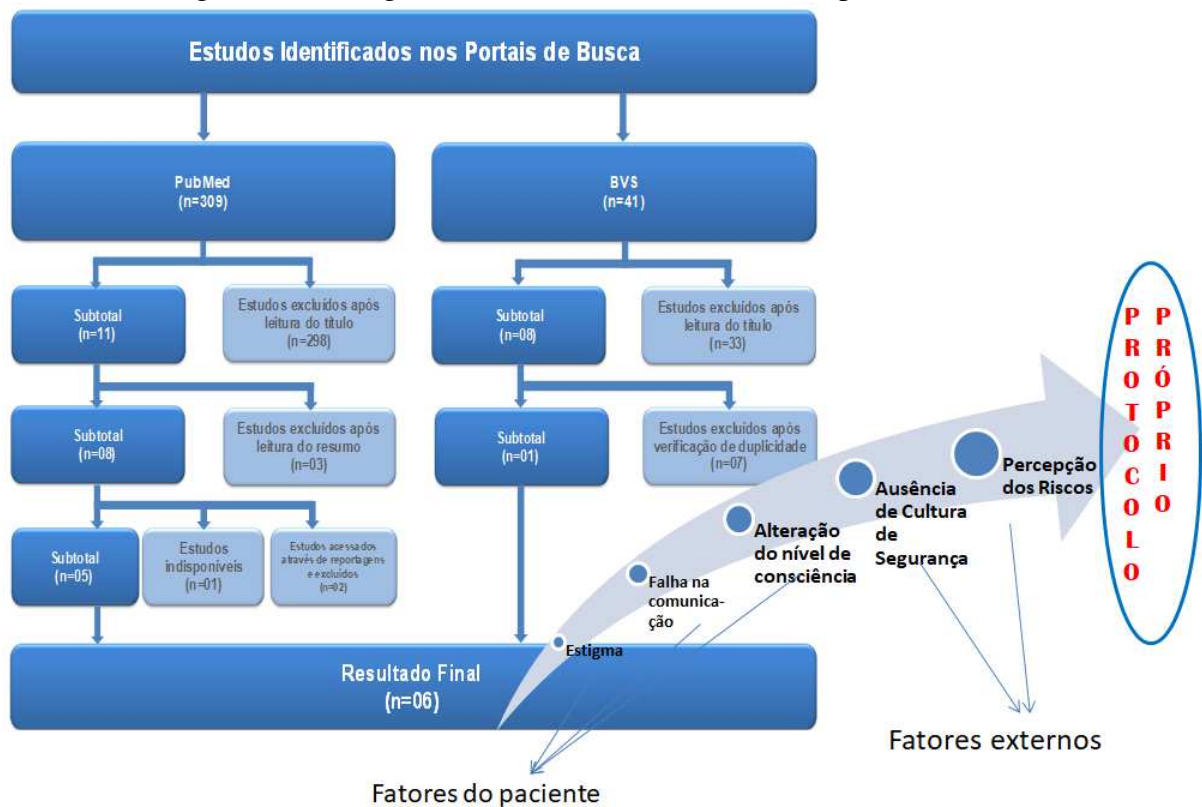 Estudos Identificados nos Portais de Busca
PubMed
(n=309)
BVS
(n=41)
Subtotal
(n=11)
Estudos excluídos após
leitura do título
(n=298)
Subtotal
(n=08)
Estudos excluídos após
leitura do título
(n=33)
Subtotal
(n=08)
Estudos excluídos após
leitura do resumo
(n=03)
Subtotal
(n=01)
Estudos excluídos após
verificação de duplicidade
(n=07)
Subtotal
(n=05)
Estudos
indisponíveis
(n=01)
Estudos acessados
através de reportagens
e excluídos
(n=02)
Resultado Final
(n=06)
Estigma
Falha na
comunica-
ção
Alteração
do nível de
consciência
Ausência
de Cultura
de
Segurança
Percepção
dos Riscos
PROTOCOLO
PRÓPRIO
Fatores do paciente
Fatores externos